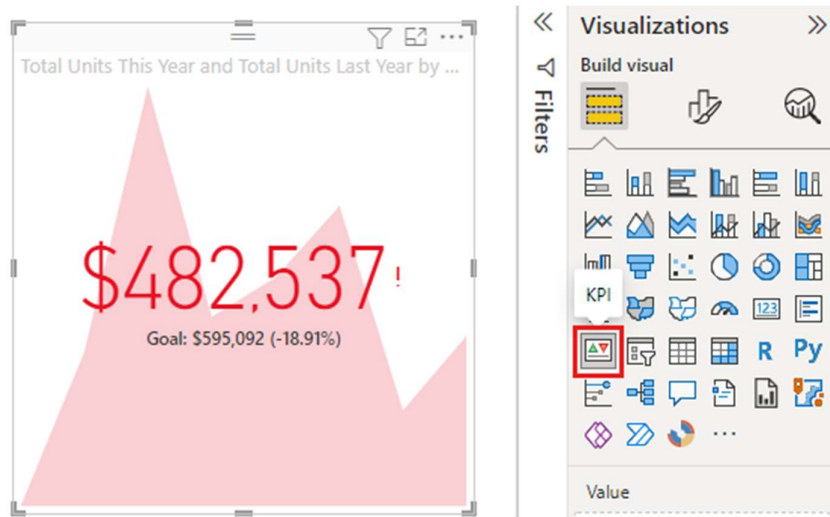 Total Units This Year and Total Units Last Year by ...
$482,537!
Goal: $595,092 (-18.91%)
Filters
Visualizations
Build visual
KPI
123
R
Py
Value